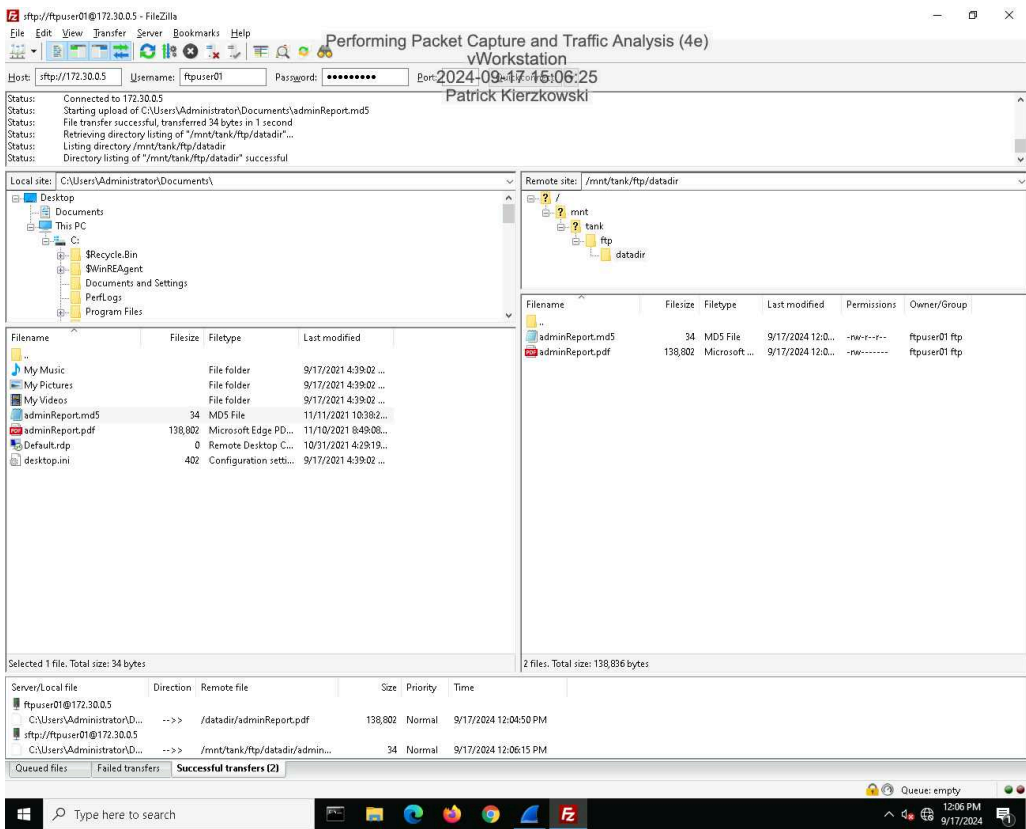 sftp://ftpuser01@172.30.0.5 - FileZilla
File Edit View Transfer Server Bookmarks Help
Performing Packet Capture and Traffic Analysis (4e)
vWorkstation
2024-09-17 15:06:25
Patrick Kierzkowski
Host: sftp://172.30.0.5 Username: ftpuser01 Password: ••••••••• Port:
Status: Connected to 172.30.0.5
Status: Starting upload of C:\Users\Administrator\Documents\adminReport.md5
Status: File transfer successful, transferred 34 bytes in 1 second
Status: Retrieving directory listing of "/mnt/tank/ftp/datadir"...
Status: Listing directory /mnt/tank/ftp/datadir
Status: Directory listing of "/mnt/tank/ftp/datadir" successful
Local site: C:\Users\Administrator\Documents\
Desktop
Documents
This PC
C:
$Recycle.Bin
$WinREAgent
Documents and Settings
PerfLogs
Program Files
Filename Filesize Filetype Last modified
..
My Music File folder 9/17/2021 4:39:02 ...
My Pictures File folder 9/17/2021 4:39:02 ...
My Videos File folder 9/17/2021 4:39:02 ...
adminReport.md5 34 MD5 File 11/11/2021 10:38:2...
adminReport.pdf 138,802 Microsoft Edge PD... 11/10/2021 8:49:08...
Default.rdp 0 Remote Desktop C... 10/31/2021 4:29:19...
desktop.ini 402 Configuration setti... 9/17/2021 4:39:02 ...
Selected 1 file. Total size: 34 bytes
Remote site: /mnt/tank/ftp/datadir
/
mnt
tank
ftp
datadir
Filename Filesize Filetype Last modified Permissions Owner/Group
..
adminReport.md5 34 MD5 File 9/17/2024 12:0... -rw-r--r-- ftpuser01 ftp
adminReport.pdf 138,802 Microsoft ... 9/17/2024 12:0... -rw------- ftpuser01 ftp
2 files. Total size: 138,836 bytes
Server/Local file Direction Remote file Size Priority Time
ftpuser01@172.30.0.5
C:\Users\Administrator\D... -->> /datadir/adminReport.pdf 138,802 Normal 9/17/2024 12:04:50 PM
sftp://ftpuser01@172.30.0.5
C:\Users\Administrator\D... -->> /mnt/tank/ftp/datadir/admin... 34 Normal 9/17/2024 12:06:15 PM
Queued files Failed transfers Successful transfers (2)
Queue: empty
Type here to search
12:06 PM
9/17/2024